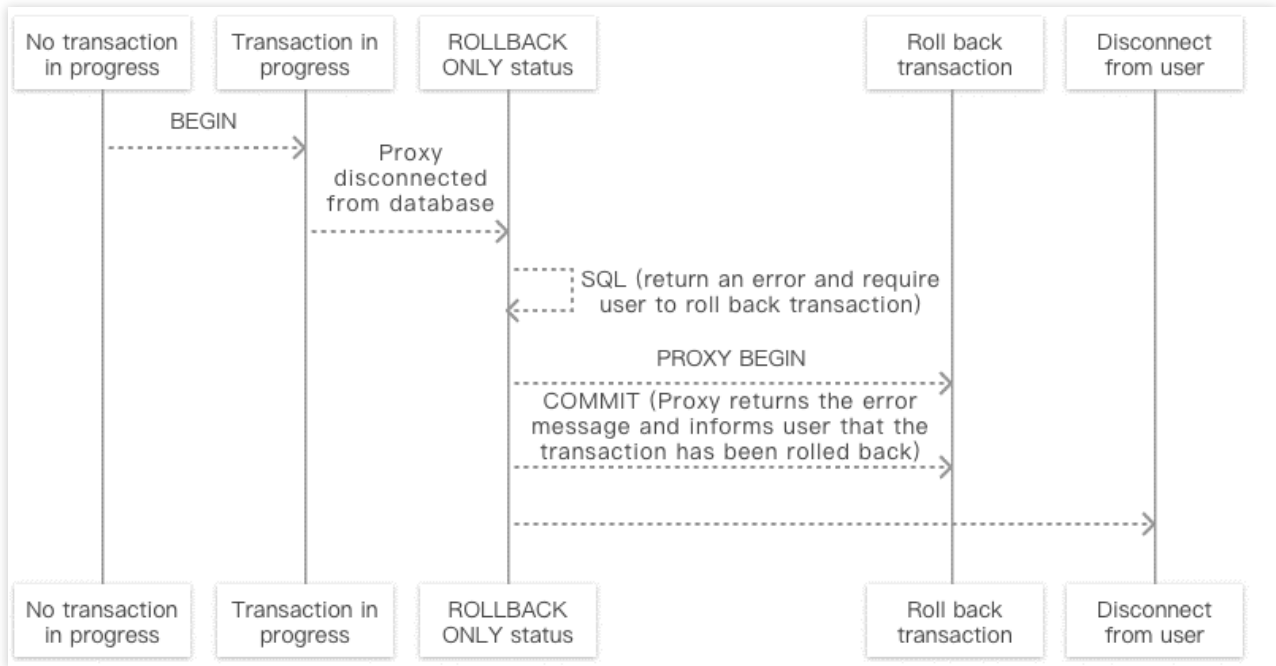 No transaction
in progress
Transaction in
progress
ROLLBACK
ONLY status
Roll back
transaction
Disconnect
from user
BEGIN
Proxy
disconnected
from database
SQL (return an error and require
user to roll back transaction)
PROXY BEGIN
COMMIT (Proxy returns the error
message and informs user that the
transaction has been rolled back)
No transaction
in progress
Transaction in
progress
ROLLBACK
ONLY status
Roll back
transaction
Disconnect
from user